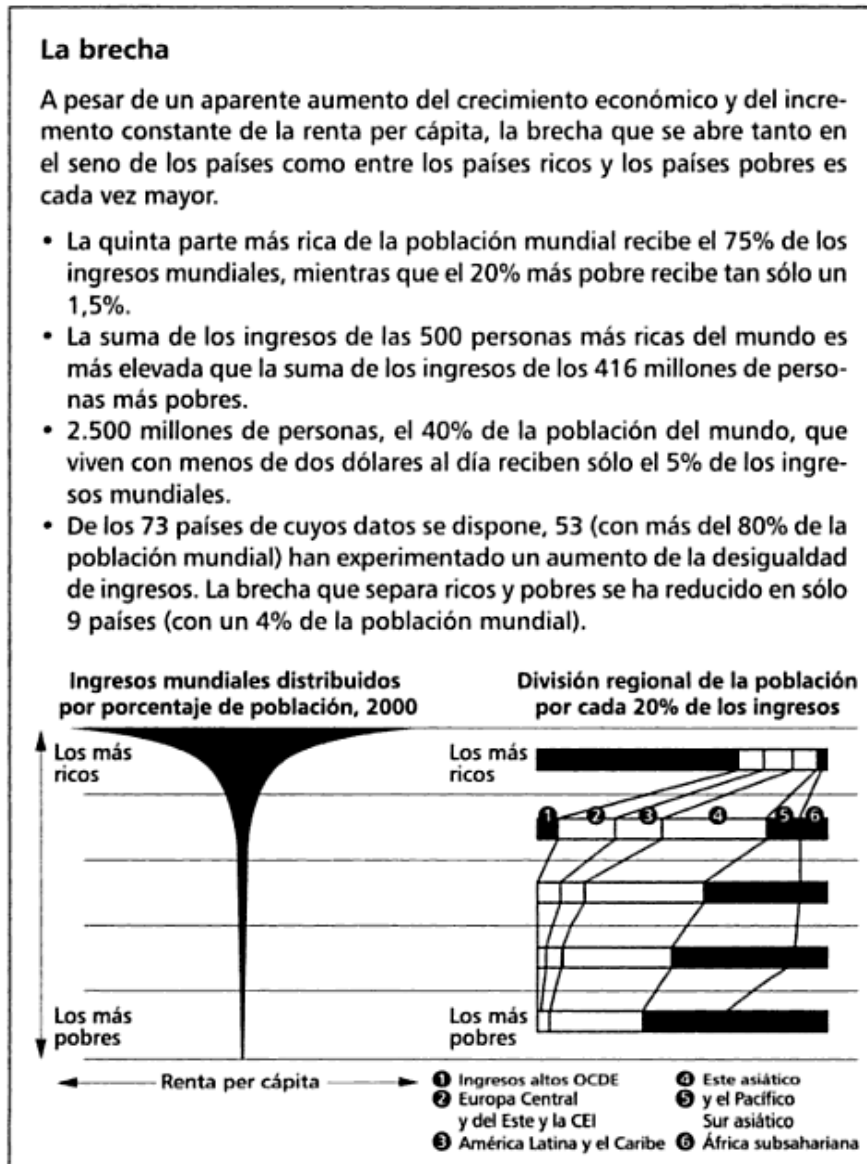 La brecha
A pesar de un aparente aumento del crecimiento económico y del incre-
mento constante de la renta per cápita, la brecha que se abre tanto en
el seno de los países como entre los países ricos y los países pobres es
cada vez mayor.
• La quinta parte más rica de la población mundial recibe el 75% de los
ingresos mundiales, mientras que el 20% más pobre recibe tan sólo un
1,5%.
• La suma de los ingresos de las 500 personas más ricas del mundo es
más elevada que la suma de los ingresos de los 416 millones de perso-
nas más pobres.
• 2.500 millones de personas, el 40% de la población del mundo, que
viven con menos de dos dólares al día reciben sólo el 5% de los ingre-
sos mundiales.
• De los 73 países de cuyos datos se dispone, 53 (con más del 80% de la
población mundial) han experimentado un aumento de la desigualdad
de ingresos. La brecha que separa ricos y pobres se ha reducido en sólo
9 países (con un 4% de la población mundial).
Ingresos mundiales distribuidos
por porcentaje de población, 2000
Los más
ricos
Los más
pobres
Renta per cápita
División regional de la población
por cada 20% de los ingresos
Los más
ricos
1 2 3 4 5 6
Los más
pobres
1 Ingresos altos OCDE
2 Europa Central
y del Este y la CEI
3 América Latina y el Caribe
4 Este asiático
5 y el Pacífico
Sur asiático
6 África subsahariana